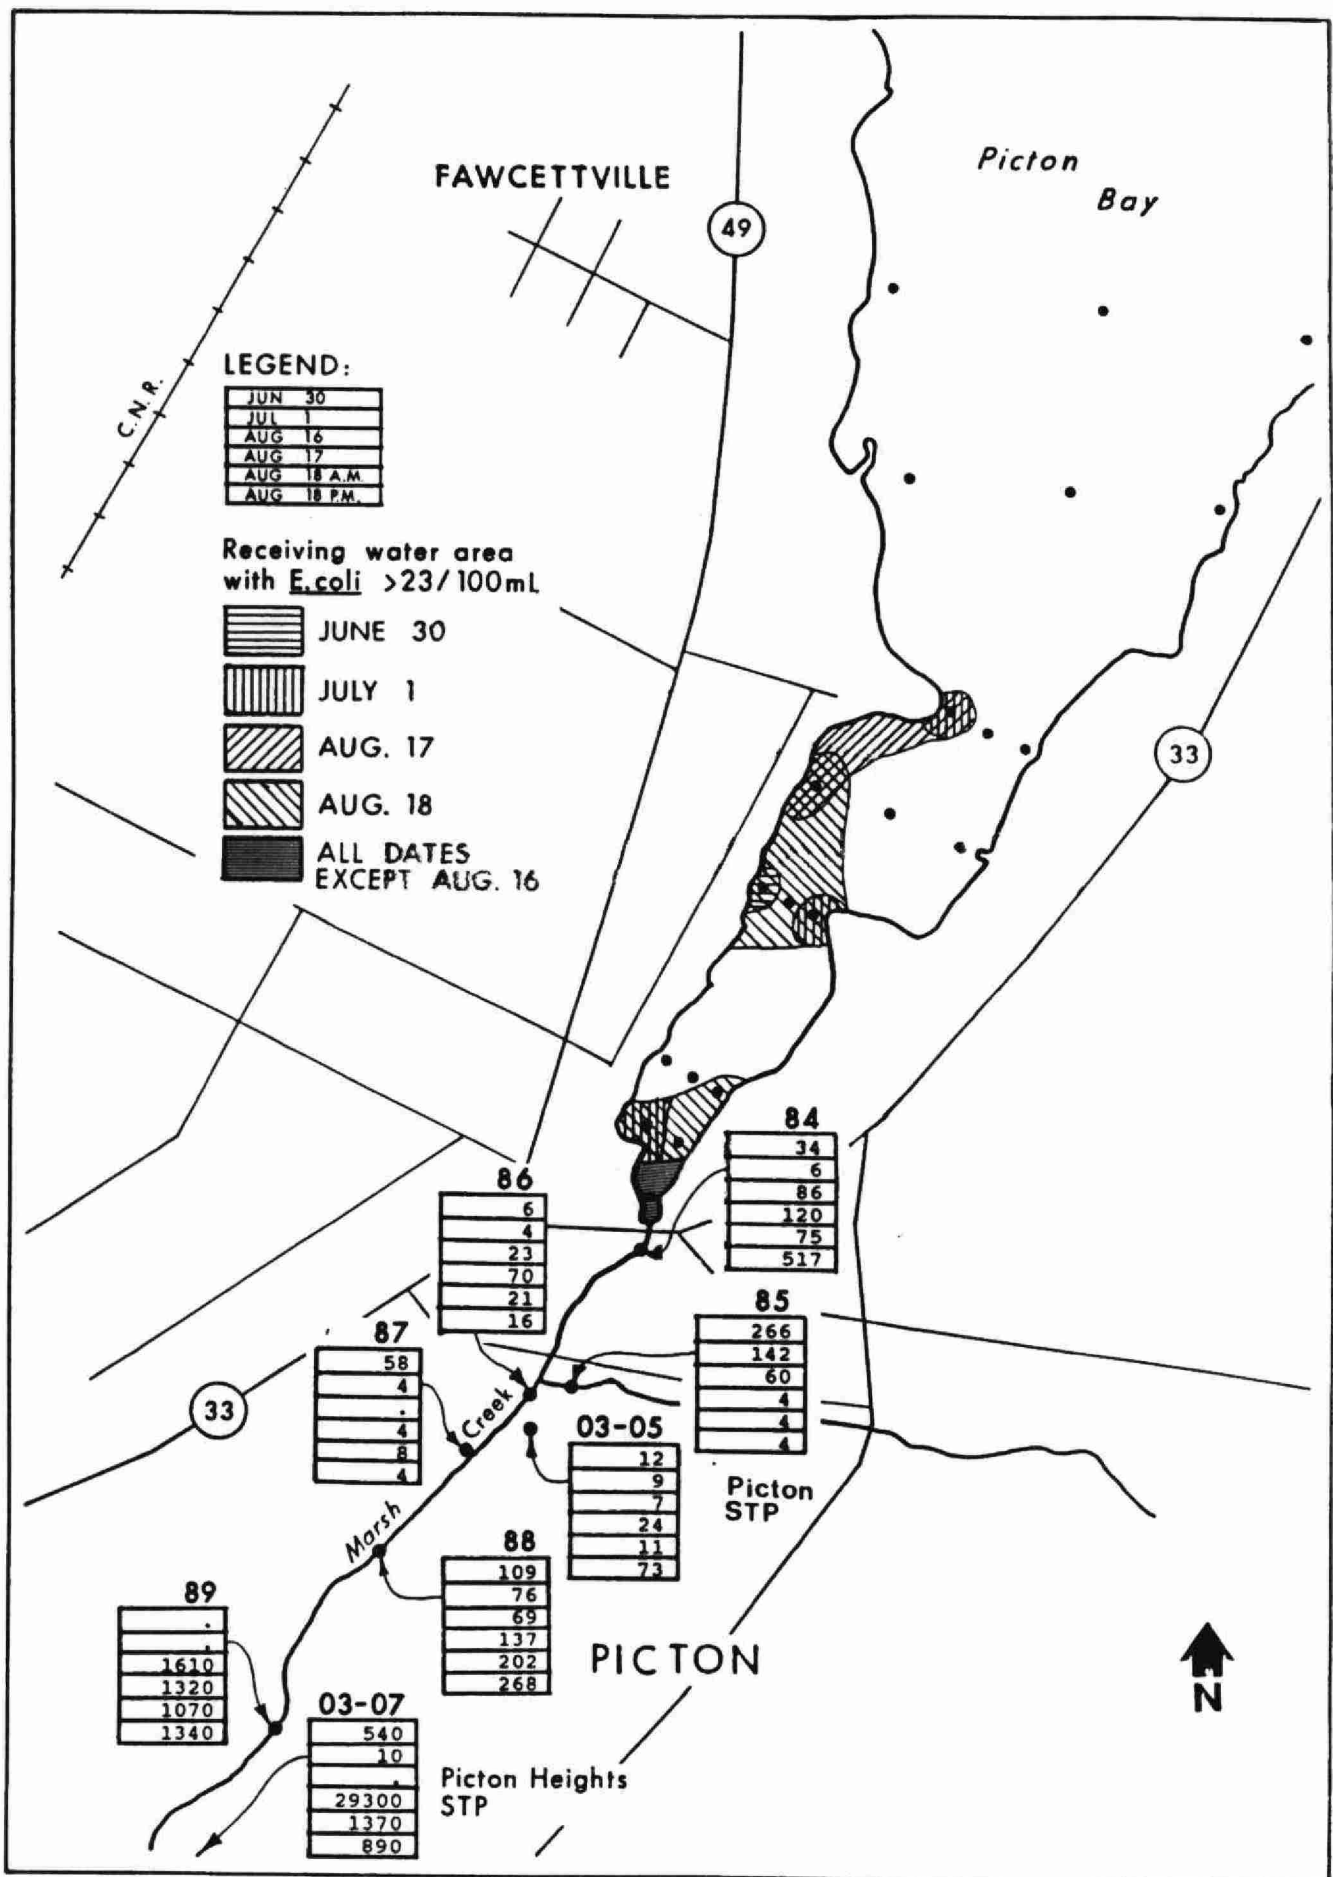 Picton
Bay
FAWCETTVILLE
49
C.N.R.
LEGEND:
JUN 30
JUL 1
AUG 16
AUG 17
AUG 18 A.M.
AUG 18 P.M.
Receiving water area
with E.coli >23/100mL
JUNE 30
JULY 1
AUG. 17
AUG. 18
ALL DATES
EXCEPT AUG. 16
33
84
34
6
86
120
75
517
86
6
4
23
70
21
16
85
266
142
60
4
4
4
87
58
4
.
4
8
4
33
Marsh Creek
03-05
12
9
7
24
11
73
Picton
STP
88
109
76
69
137
202
268
89
.
.
1610
1320
1070
1340
PICTON
03-07
540
10
.
29300
1370
890
Picton Heights
STP
N